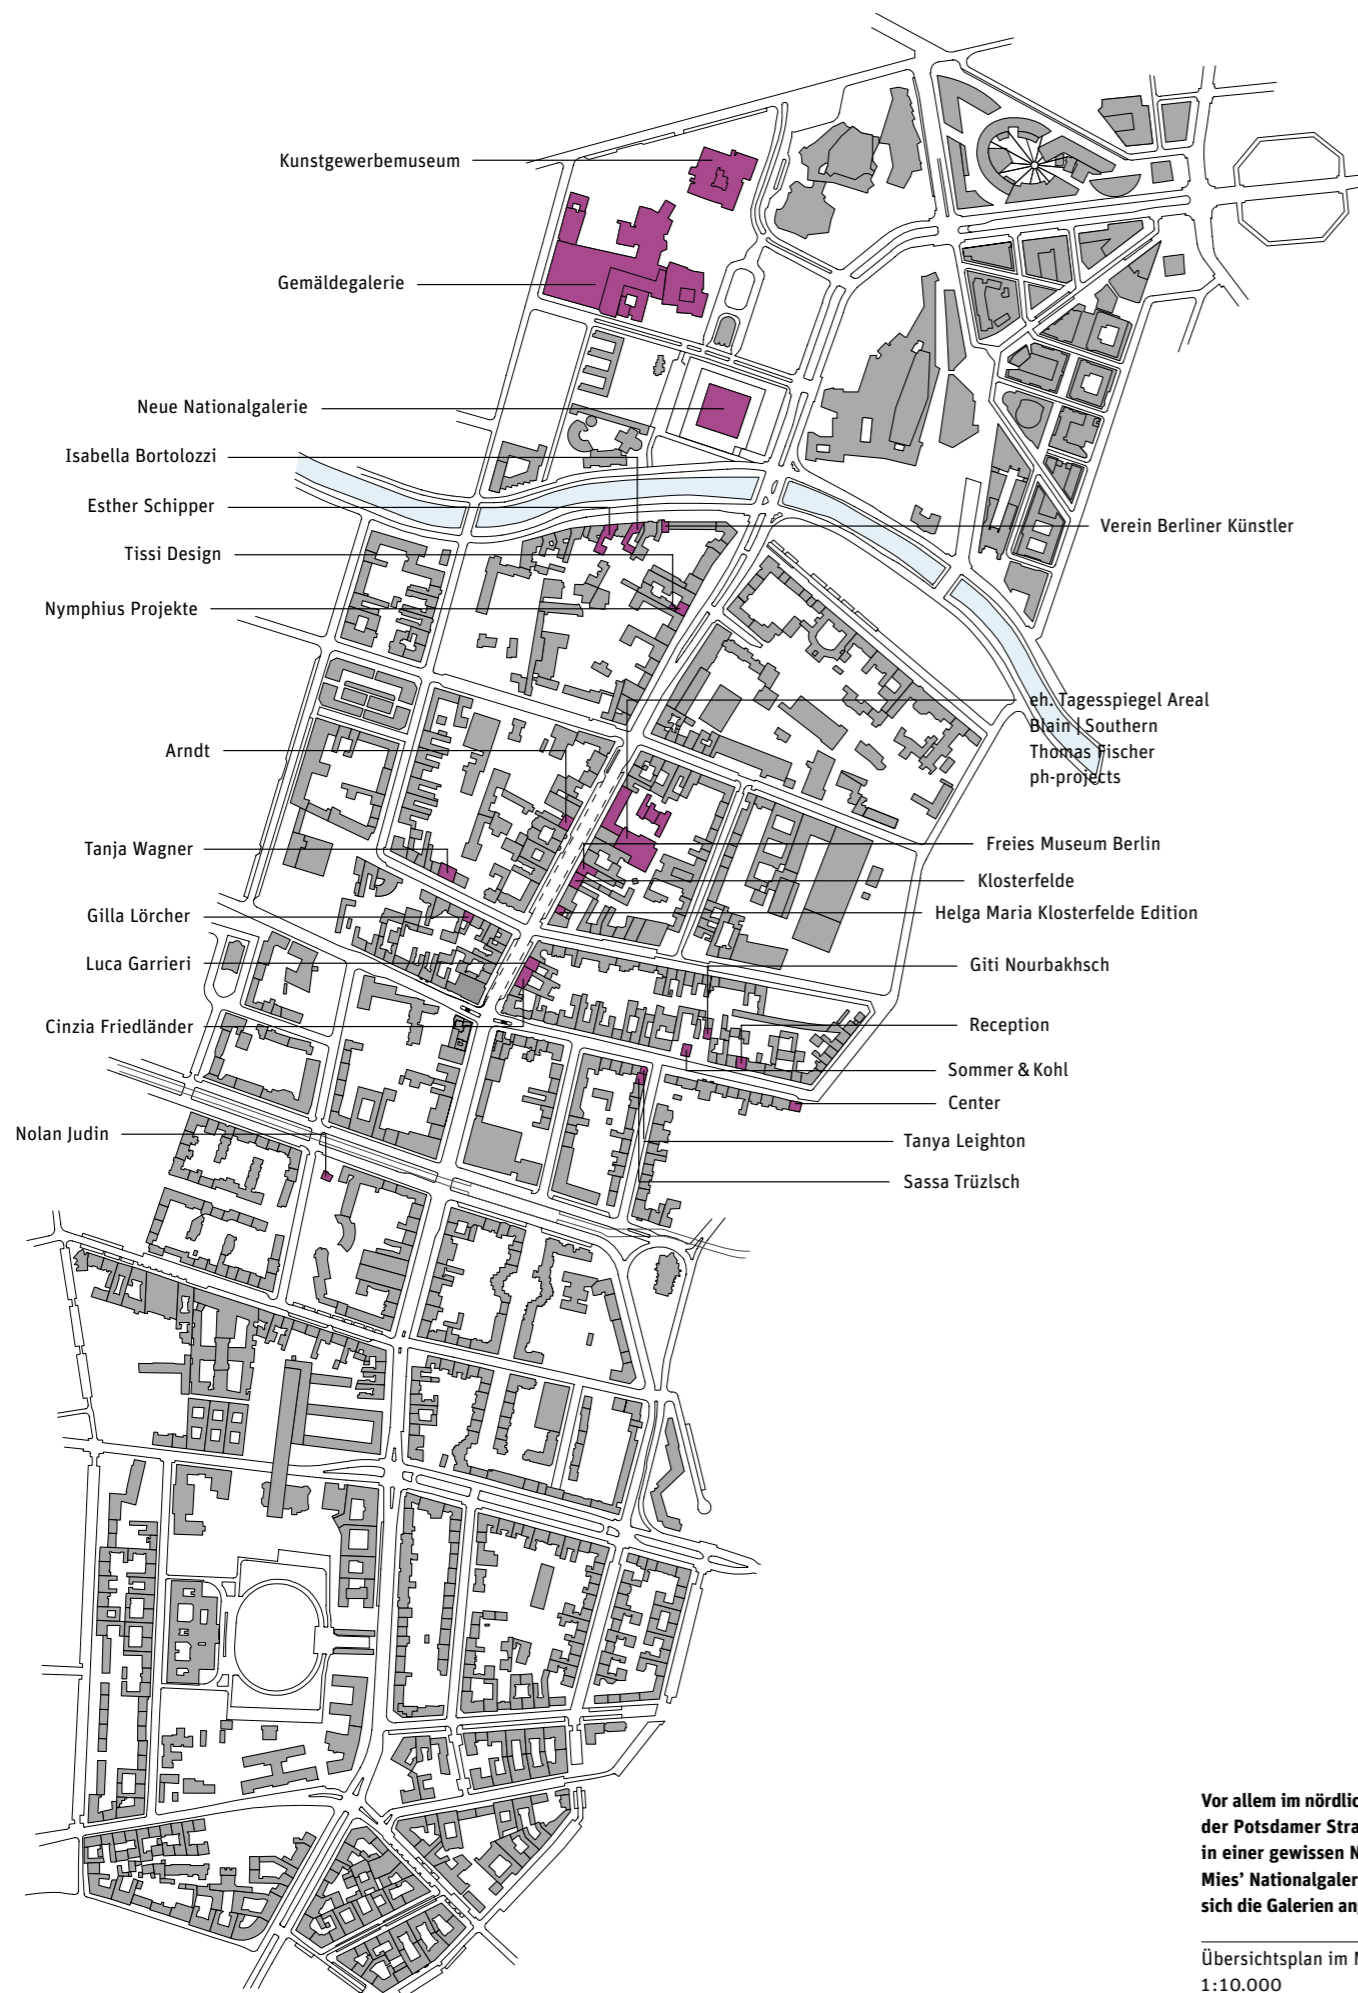 Kunstgewerbemuseum
Gemäldegalerie
Neue Nationalgalerie
Isabella Bortolozzi
Esther Schipper
Verein Berliner Künstler
Tissi Design
Nymphius Projekte
eh. Tagesspiegel Areal
Blain | Southern
Thomas Fischer
ph-projects
Arndt
Freies Museum Berlin
Tanja Wagner
Klosterfelde
Helga Maria Klosterfelde Edition
Gilla Lörcher
Luca Garrieri
Giti Nourbakhsch
Cinzia Friedländer
Reception
Sommer & Kohl
Center
Nolan Judin
Tanya Leighton
Sassa Trüzlsch
Vor allem im nördlic
der Potsdamer Stra
in einer gewissen N
Mies' Nationalgaler
sich die Galerien an
Übersichtsplan im M
1:10.000